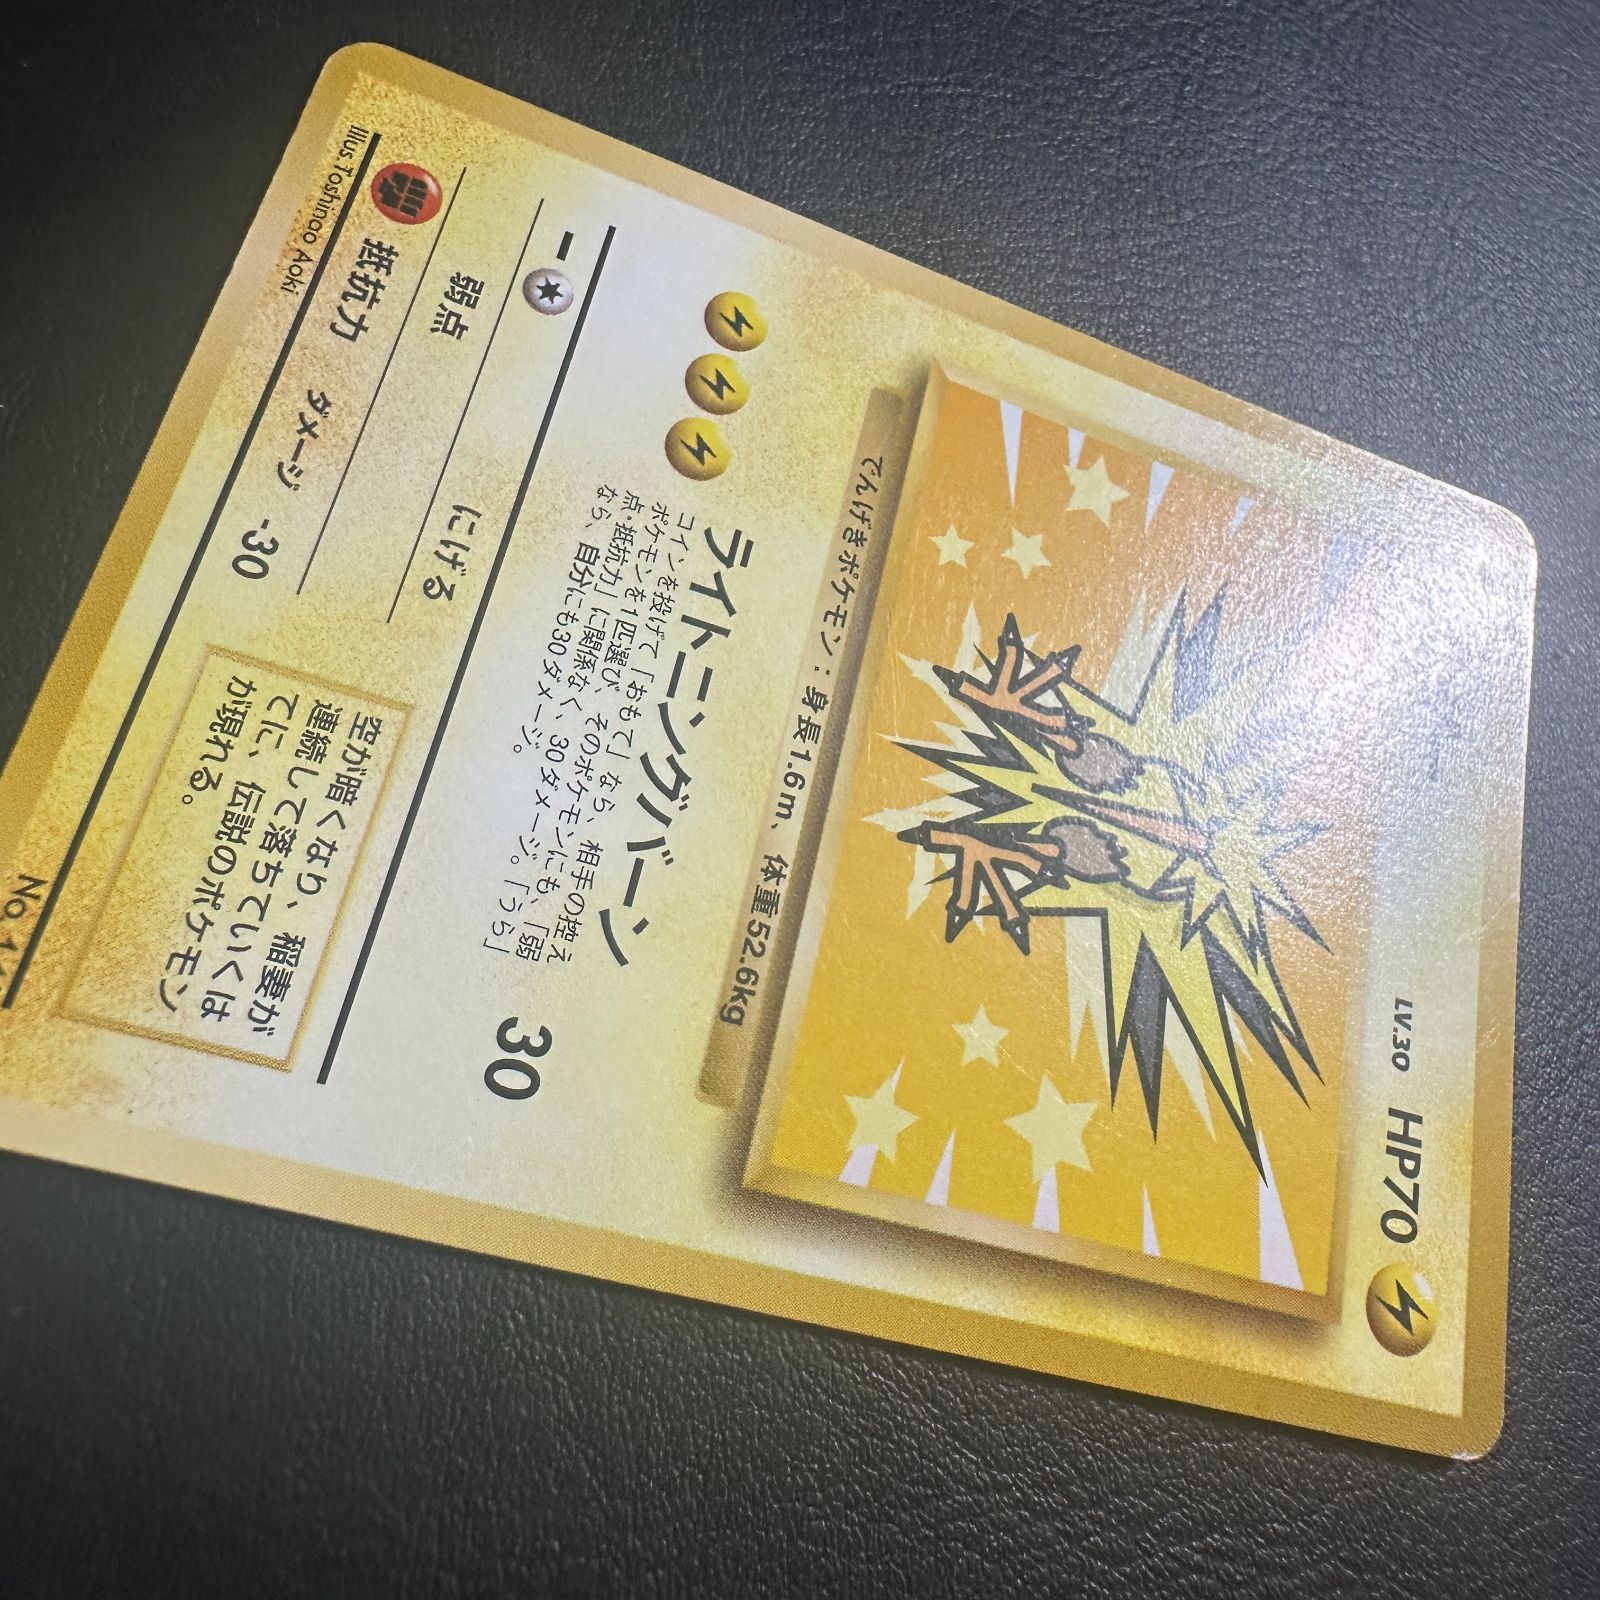 LV.30 HP70
でんげきポケモン：身長1.6m、体重52.6kg
ライトニングバーン 30
コインを投げて「おもて」なら、相手の控え
ポケモンを1匹選び、そのポケモンにも、「弱
点・抵抗力」に関係なく、30ダメージ。「うら」
なら、自分にも30ダメージ。
弱点
にげる
抵抗力 ダメージ -30
空が暗くなり、稲妻が
連続して落ちていくは
てに、伝説のポケモン
が現れる。
Illus.Toshinao Aoki
No.